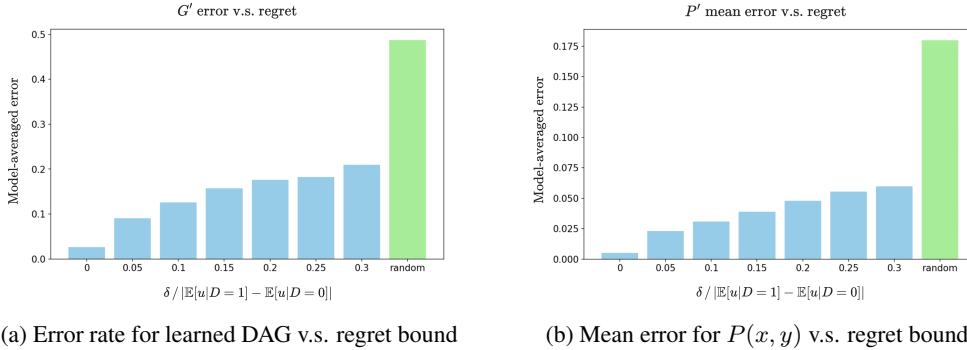 G′ error v.s. regret
Model-averaged error
0.5
0.4
0.3
0.2
0.1
0.0
0 0.05 0.1 0.15 0.2 0.25 0.3 random
δ / |𝔼[u|D = 1] − 𝔼[u|D = 0]|
(a) Error rate for learned DAG v.s. regret bound
P′ mean error v.s. regret
Model-averaged error
0.175
0.150
0.125
0.100
0.075
0.050
0.025
0.000
0 0.05 0.1 0.15 0.2 0.25 0.3 random
δ / |𝔼[u|D = 1] − 𝔼[u|D = 0]|
(b) Mean error for P(x, y) v.s. regret bound